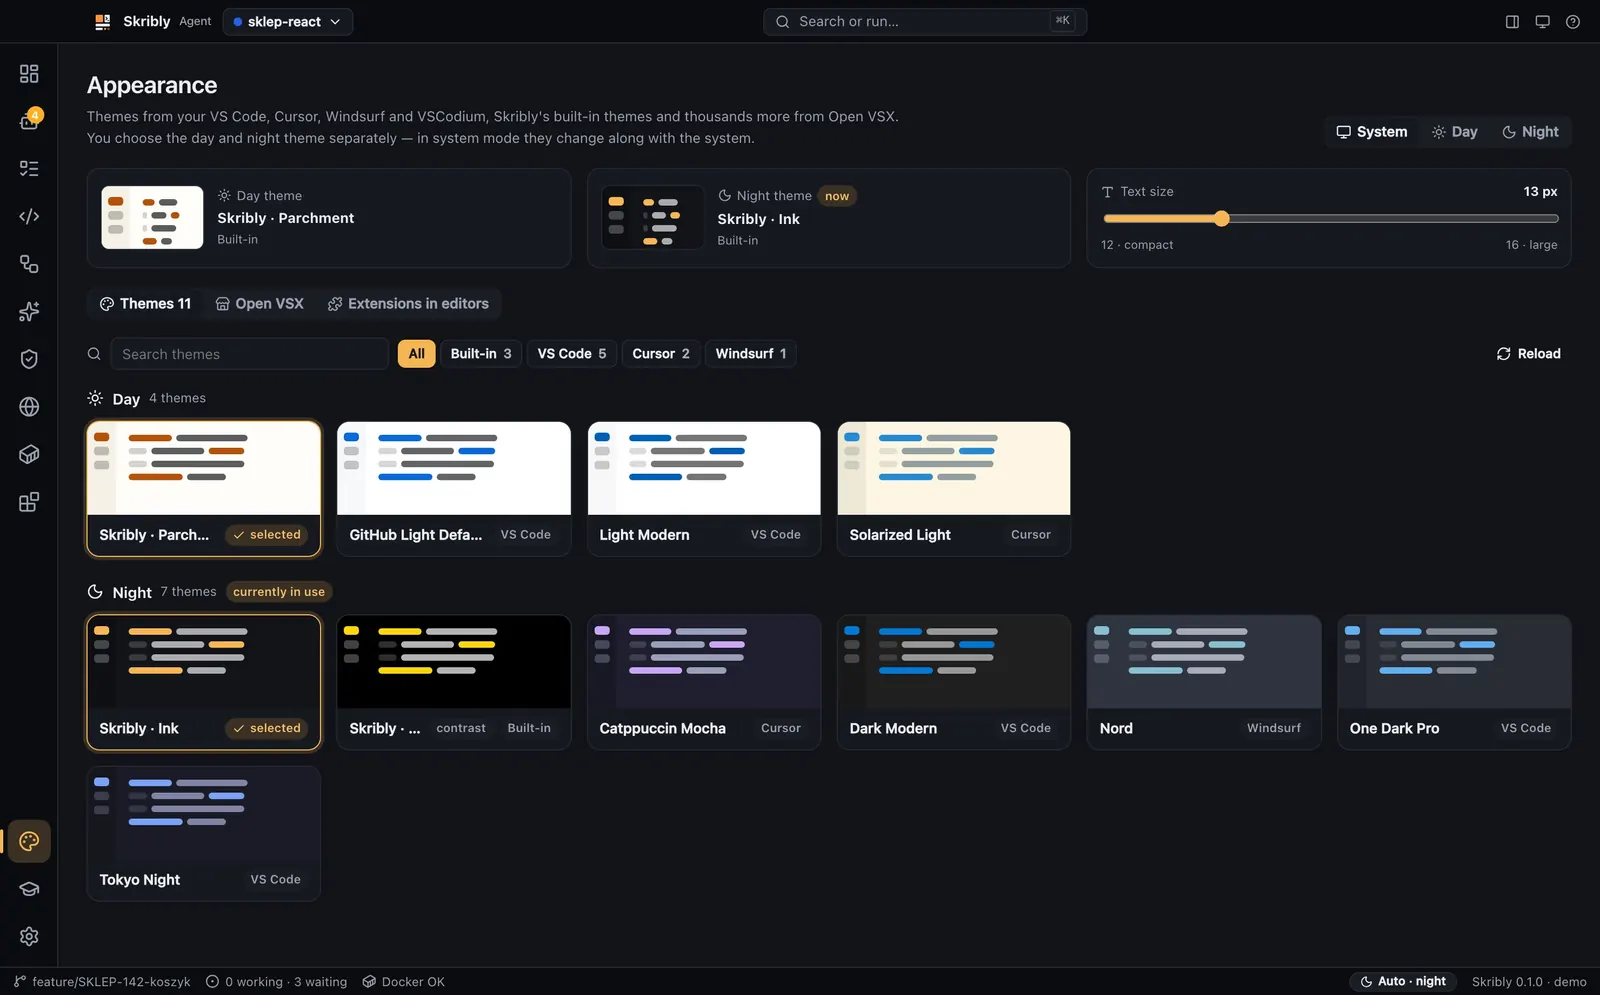 Skribly Agent sklep-react Search or run... ⌘K
4
Appearance
Themes from your VS Code, Cursor, Windsurf and VSCodium, Skribly's built-in themes and thousands more from Open VSX.
You choose the day and night theme separately — in system mode they change along with the system.
System Day Night
Day theme
Skribly · Parchment
Built-in
Night theme now
Skribly · Ink
Built-in
Text size 13 px
12 · compact 16 · large
Themes 11 Open VSX Extensions in editors
Search themes All Built-in 3 VS Code 5 Cursor 2 Windsurf 1 Reload
Day 4 themes
Skribly · Parch... selected GitHub Light Defa... VS Code Light Modern VS Code Solarized Light Cursor
Night 7 themes currently in use
Skribly · Ink selected Skribly · ... contrast Built-in Catppuccin Mocha Cursor Dark Modern VS Code Nord Windsurf One Dark Pro VS Code
Tokyo Night VS Code
feature/SKLEP-142-koszyk 0 working · 3 waiting Docker OK Auto · night Skribly 0.1.0 · demo